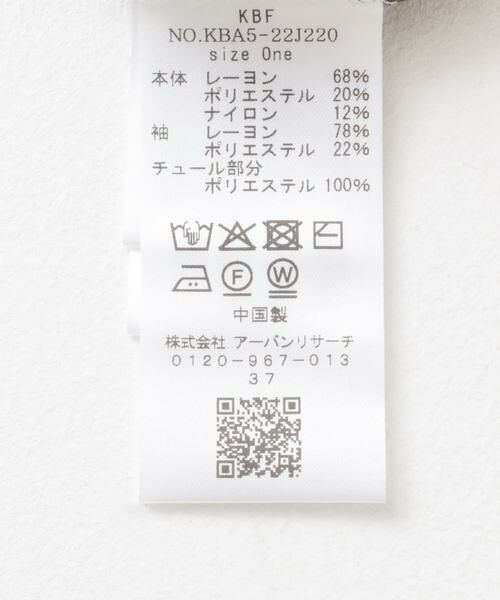 KBF
NO.KBA5-22J220
size One
本体 レーヨン 68%
ポリエステル 20%
ナイロン 12%
袖 レーヨン 78%
ポリエステル 22%
チュール部分
ポリエステル 100%
F W
中国製
株式会社 アーバンリサーチ
0120-967-013
37